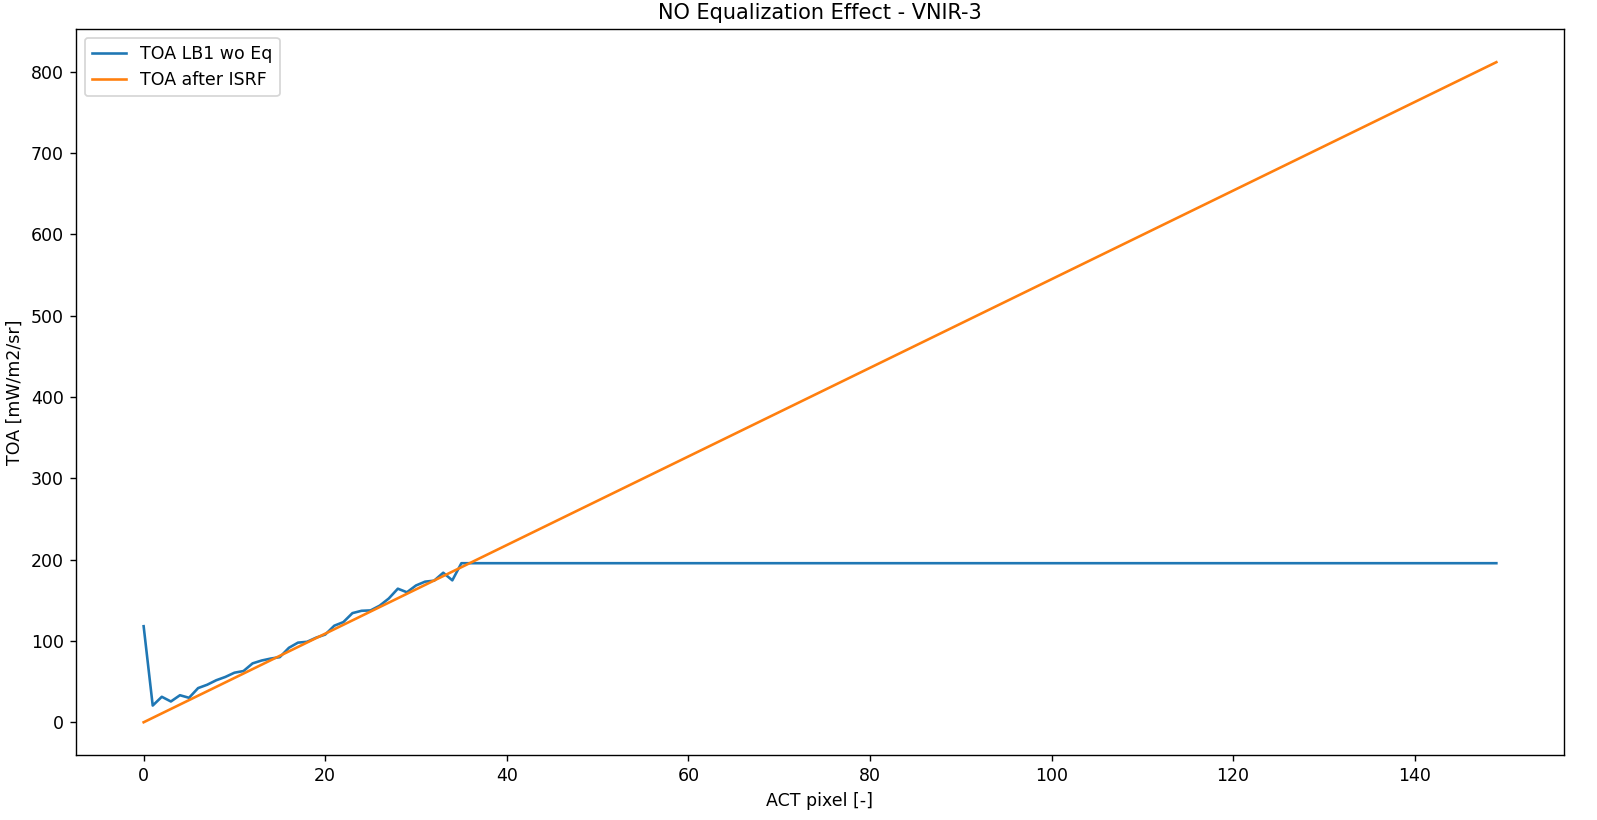 NO Equalization Effect - VNIR-3
TOA LB1 wo Eq
TOA after ISRF
800
700
600
500
400
300
200
100
0
TOA [mW/m2/sr]
0 20 40 60 80 100 120 140
ACT pixel [-]